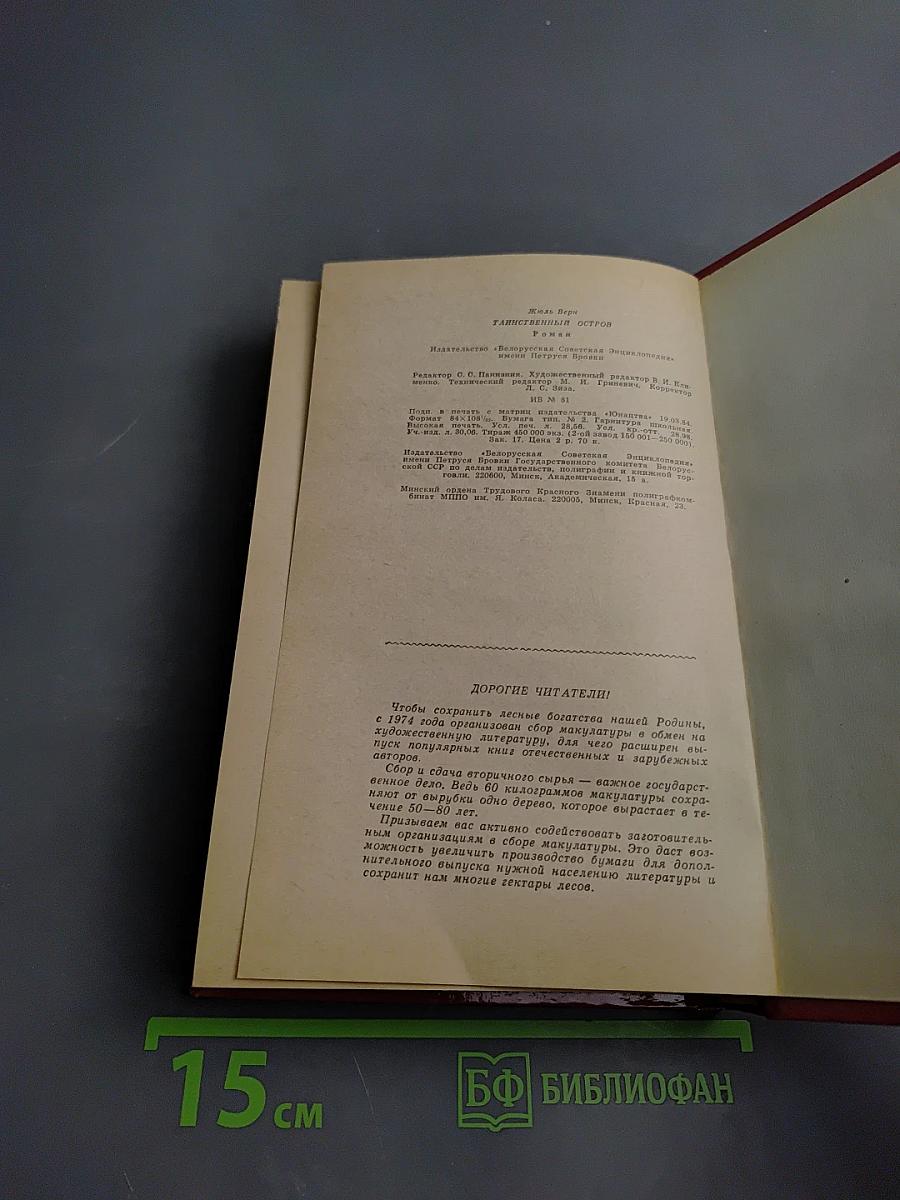 Жюль Верн
ТАИНСТВЕННЫЙ ОСТРОВ
Роман
Издательство «Белорусская Советская Энциклопедия»
имени Петруся Бровки
Редактор С. С. Панизния. Художественный редактор В. И. Кли-
менко. Технический редактор М. И. Гриневич. Корректор
Л. С. Зиза.
ИБ № 81
Подп. в печать с матриц издательства «Юнацтва» 19.03.84.
Формат 84×108¹/₃₂. Бумага тип. № 2. Гарнитура школьная.
Высокая печать. Усл. печ. л. 28,56. Усл. кр.-отт. 28,98.
Уч.-изд. л. 30,06. Тираж 450 000 экз. (2-ой завод 150 001—250 000).
Зак. 17. Цена 2 р. 70 к.
Издательство «Белорусская Советская Энциклопедия»
имени Петруся Бровки Государственного комитета Белорус-
ской ССР по делам издательств, полиграфии и книжной тор-
говли. 220600, Минск, Академическая, 15 а.
Минский ордена Трудового Красного Знамени полиграфком-
бинат МППО им. Я. Коласа. 220005, Минск, Красная, 23.
ДОРОГИЕ ЧИТАТЕЛИ!
Чтобы сохранить лесные богатства нашей Родины,
с 1974 года организован сбор макулатуры в обмен на
художественную литературу, для чего расширен вы-
пуск популярных книг отечественных и зарубежных
авторов.
Сбор и сдача вторичного сырья — важное государст-
венное дело. Ведь 60 килограммов макулатуры сохра-
няют от вырубки одно дерево, которое вырастает в те-
чение 50—80 лет.
Призываем вас активно содействовать заготовитель-
ным организациям в сборе макулатуры. Это даст воз-
можность увеличить производство бумаги для допол-
нительного выпуска нужной населению литературы и
сохранит нам многие гектары лесов.
15 см
БФ БИБЛИОФАН